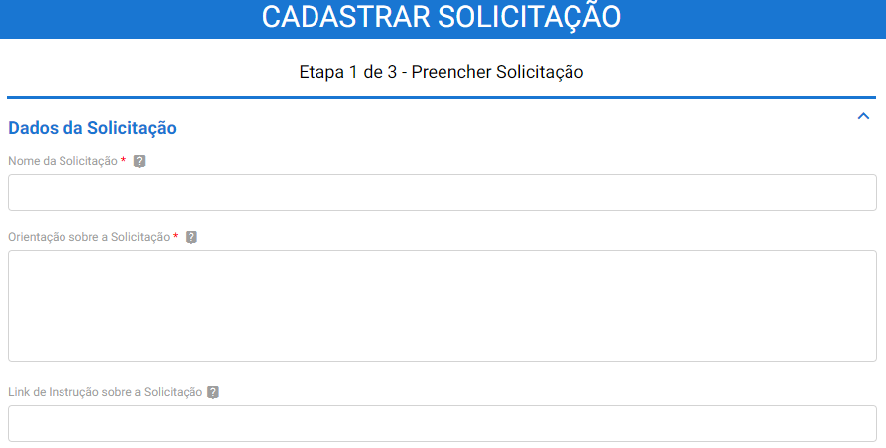 CADASTRAR SOLICITAÇÃO
Etapa 1 de 3 - Preencher Solicitação
Dados da Solicitação
Nome da Solicitação * ?
Orientação sobre a Solicitação * ?
Link de Instrução sobre a Solicitação ?